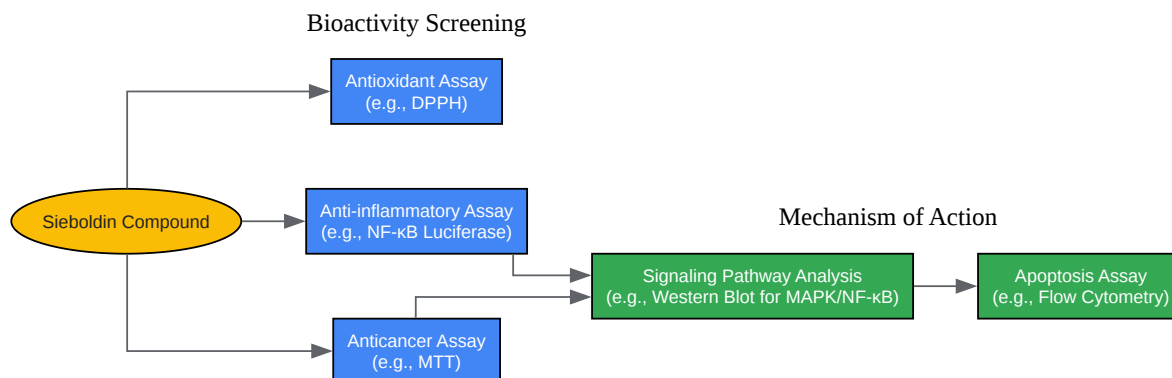 Bioactivity Screening
Antioxidant Assay
(e.g., DPPH)
Sieboldin Compound
Anti-inflammatory Assay
(e.g., NF-κB Luciferase)
Mechanism of Action
Signaling Pathway Analysis
(e.g., Western Blot for MAPK/NF-κB)
Apoptosis Assay
(e.g., Flow Cytometry)
Anticancer Assay
(e.g., MTT)